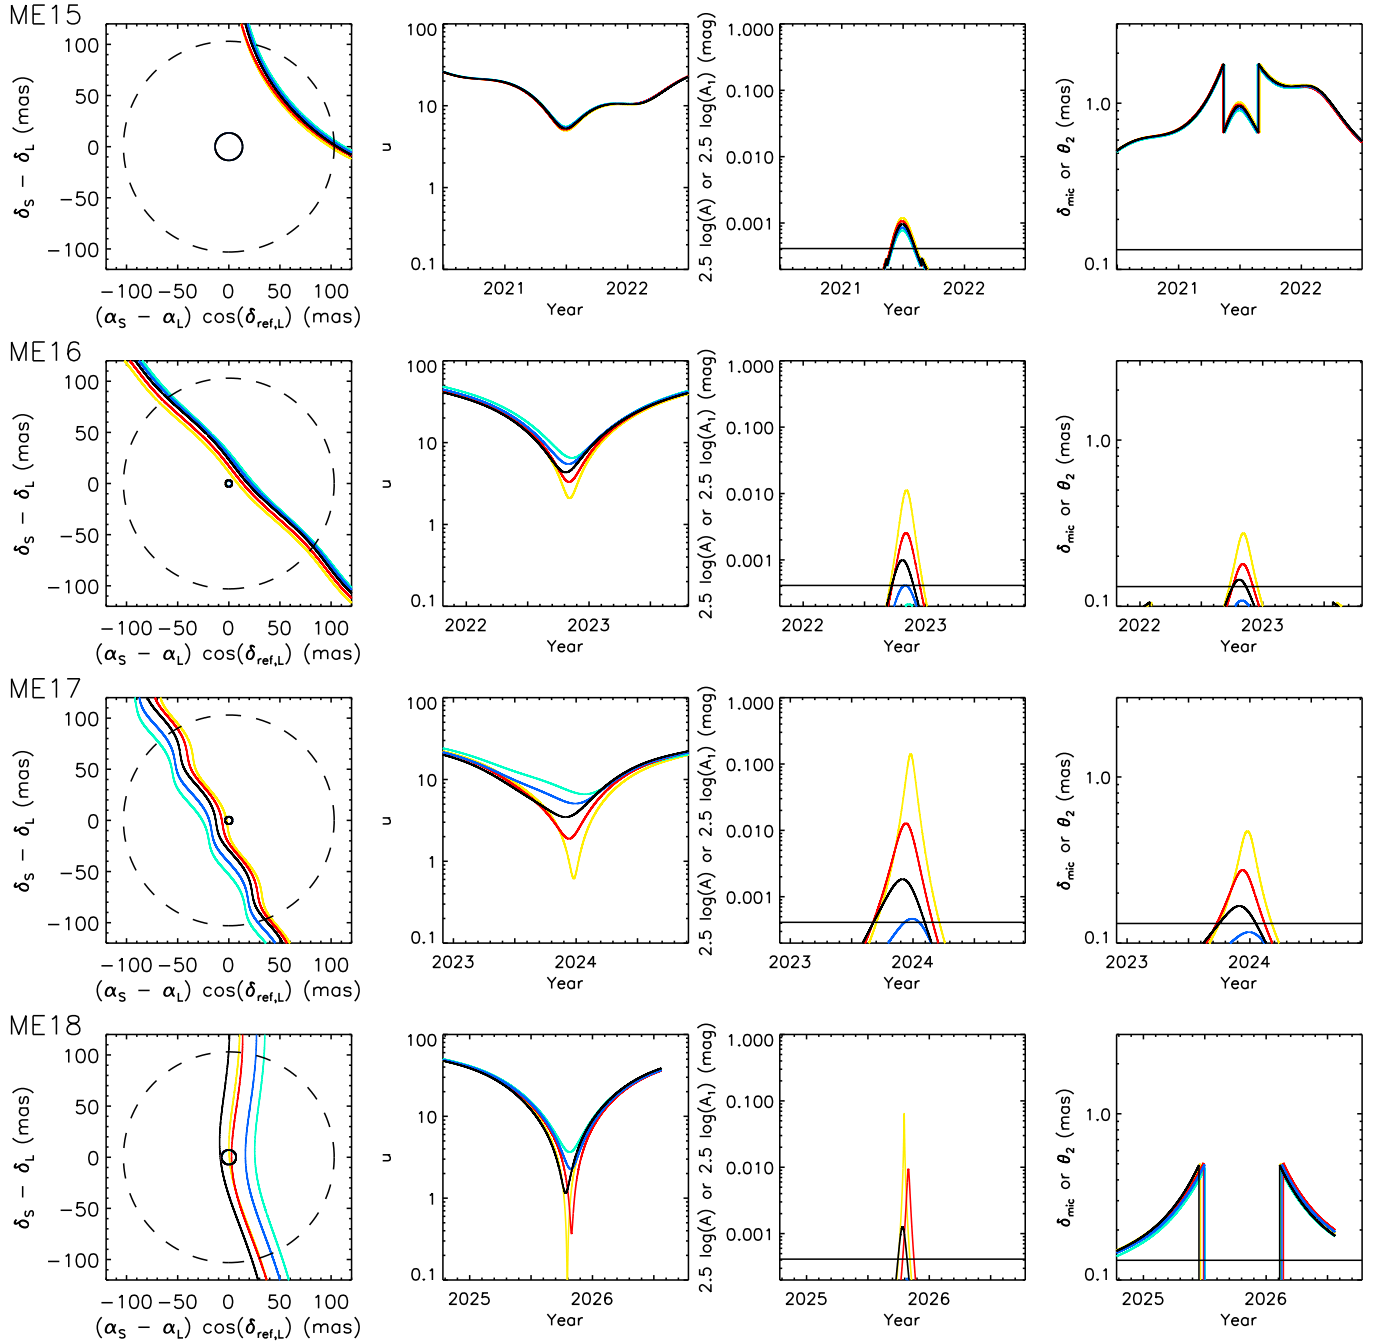 ME15
δS − δL (mas)
100
50
0
−50
−100
−100 −50 0 50 100
(αS − αL) cos(δref,L) (mas)
u
100
10
1
0.1
2021 2022
Year
2.5 log(A) or 2.5 log(A1) (mag)
1.000
0.100
0.010
0.001
2021 2022
Year
δmic or θ2 (mas)
1.0
0.1
2021 2022
Year
ME16
δS − δL (mas)
100
50
0
−50
−100
−100 −50 0 50 100
(αS − αL) cos(δref,L) (mas)
u
100
10
1
0.1
2022 2023
Year
2.5 log(A) or 2.5 log(A1) (mag)
1.000
0.100
0.010
0.001
2022 2023
Year
δmic or θ2 (mas)
1.0
0.1
2022 2023
Year
ME17
δS − δL (mas)
100
50
0
−50
−100
−100 −50 0 50 100
(αS − αL) cos(δref,L) (mas)
u
100
10
1
0.1
2023 2024
Year
2.5 log(A) or 2.5 log(A1) (mag)
1.000
0.100
0.010
0.001
2023 2024
Year
δmic or θ2 (mas)
1.0
0.1
2023 2024
Year
ME18
δS − δL (mas)
100
50
0
−50
−100
−100 −50 0 50 100
(αS − αL) cos(δref,L) (mas)
u
100
10
1
0.1
2025 2026
Year
2.5 log(A) or 2.5 log(A1) (mag)
1.000
0.100
0.010
0.001
2025 2026
Year
δmic or θ2 (mas)
1.0
0.1
2025 2026
Year